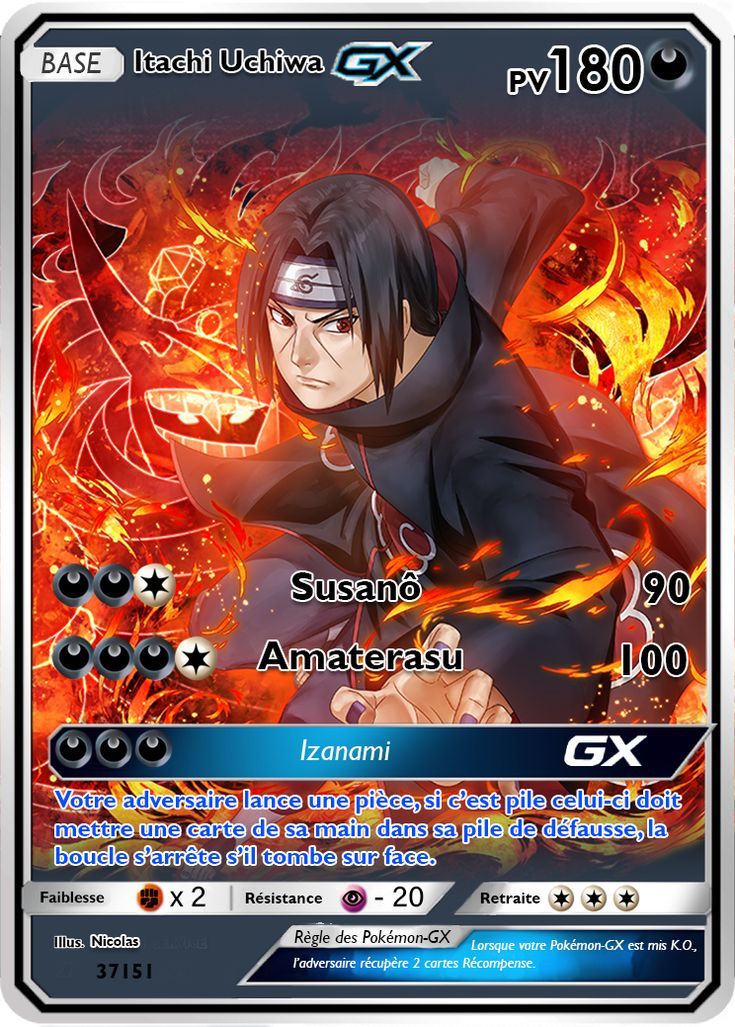 BASE Itachi Uchiwa GX PV180
Susanô 90
Amaterasu 100
Izanami GX
Votre adversaire lance une pièce, si c'est pile celui-ci doit
mettre une carte de sa main dans sa pile de défausse, la
boucle s'arrête s'il tombe sur face.
Faiblesse x 2 Résistance - 20 Retraite
Illus. Nicolas
Règle des Pokémon-GX
Lorsque votre Pokémon-GX est mis K.O.,
l'adversaire récupère 2 cartes Récompense.
37151